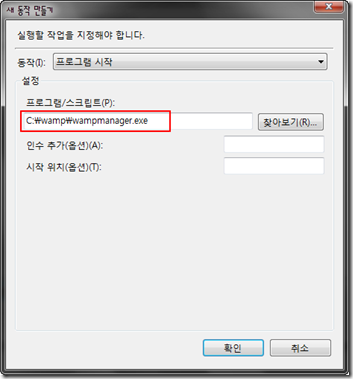 새 동작 만들기
실행할 작업을 지정해야 합니다.
동작(I): 프로그램 시작
설정
프로그램/스크립트(P):
C:₩wamp₩wampmanager.exe 찾아보기(R)...
인수 추가(옵션)(A):
시작 위치(옵션)(T):
확인 취소